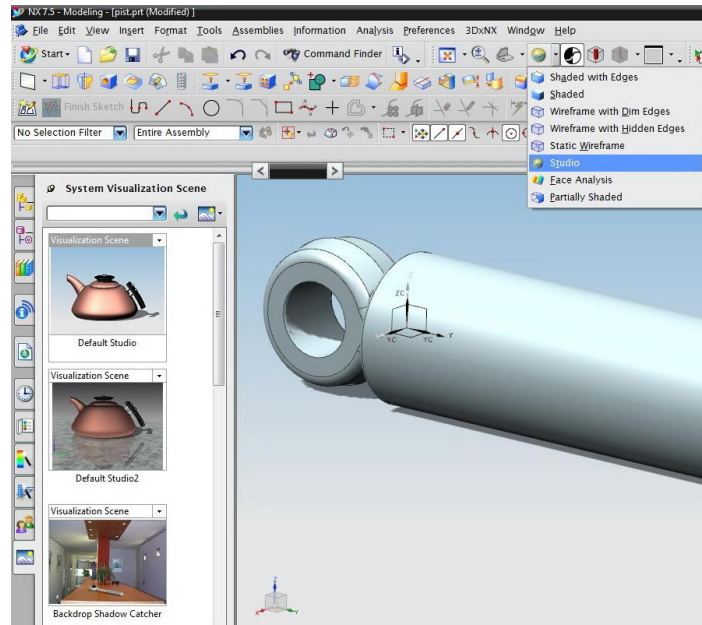 NX 7.5 - Modeling - [pist.prt (Modified) ]
File Edit View Insert Format Tools Assemblies Information Analysis Preferences 3DxNX Window Help
Start Command Finder
Finish Sketch
No Selection Filter Entire Assembly
Shaded with Edges
Shaded
Wireframe with Dim Edges
Wireframe with Hidden Edges
Static Wireframe
Studio
Face Analysis
Partially Shaded
System Visualization Scene
Visualization Scene
Default Studio
Visualization Scene
Default Studio2
Visualization Scene
Backdrop Shadow Catcher
ZC
XC YC Y
Z
X Y